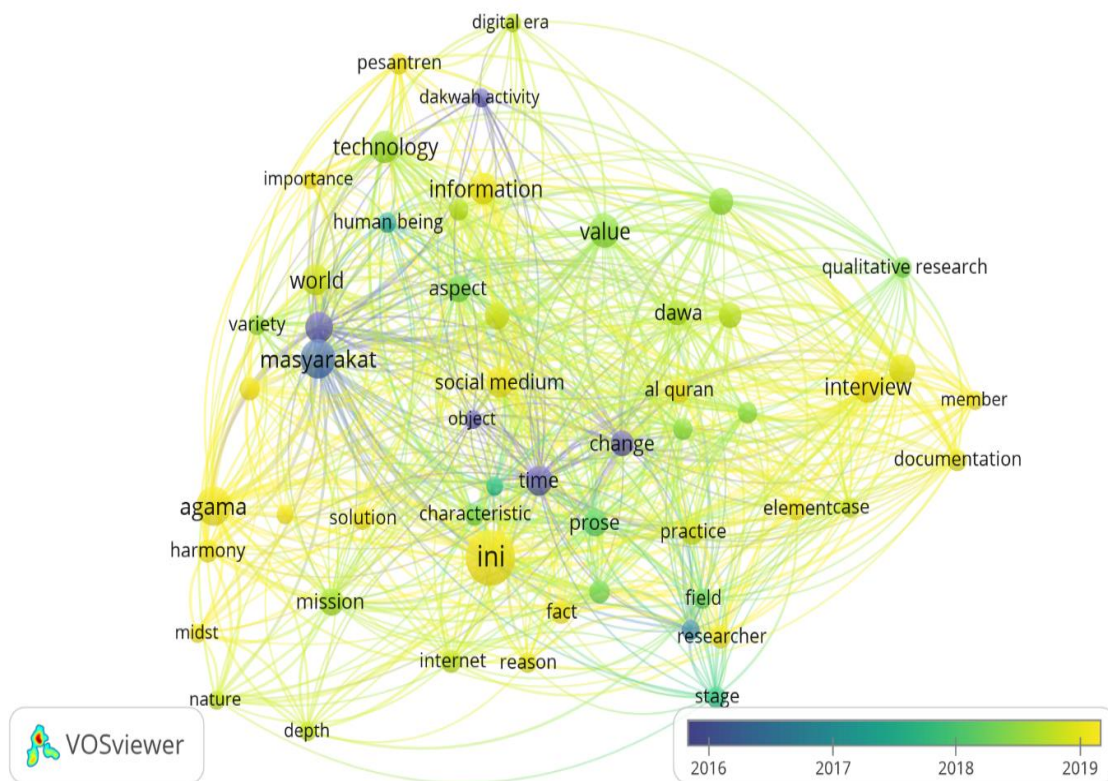 digital era
pesantren
dakwah activity
technology
importance
information
human being
value
qualitative research
world
aspect
variety
dawa
masyarakat
social medium
al quran
interview
member
object
change
documentation
time
agama
solution
characteristic
prose
practice
element
case
harmony
ini
mission
fact
field
midst
researcher
internet
reason
nature
stage
depth
VOSviewer
2016
2017
2018
2019